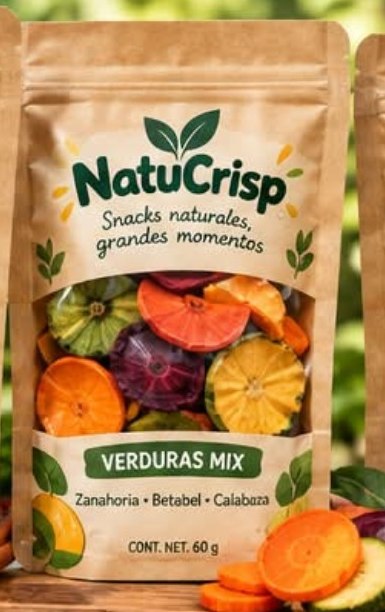 NatuCrisp
Snacks naturales,
grandes momentos
VERDURAS MIX
Zanahoria • Betabel • Calabaza
CONT. NET. 60 g